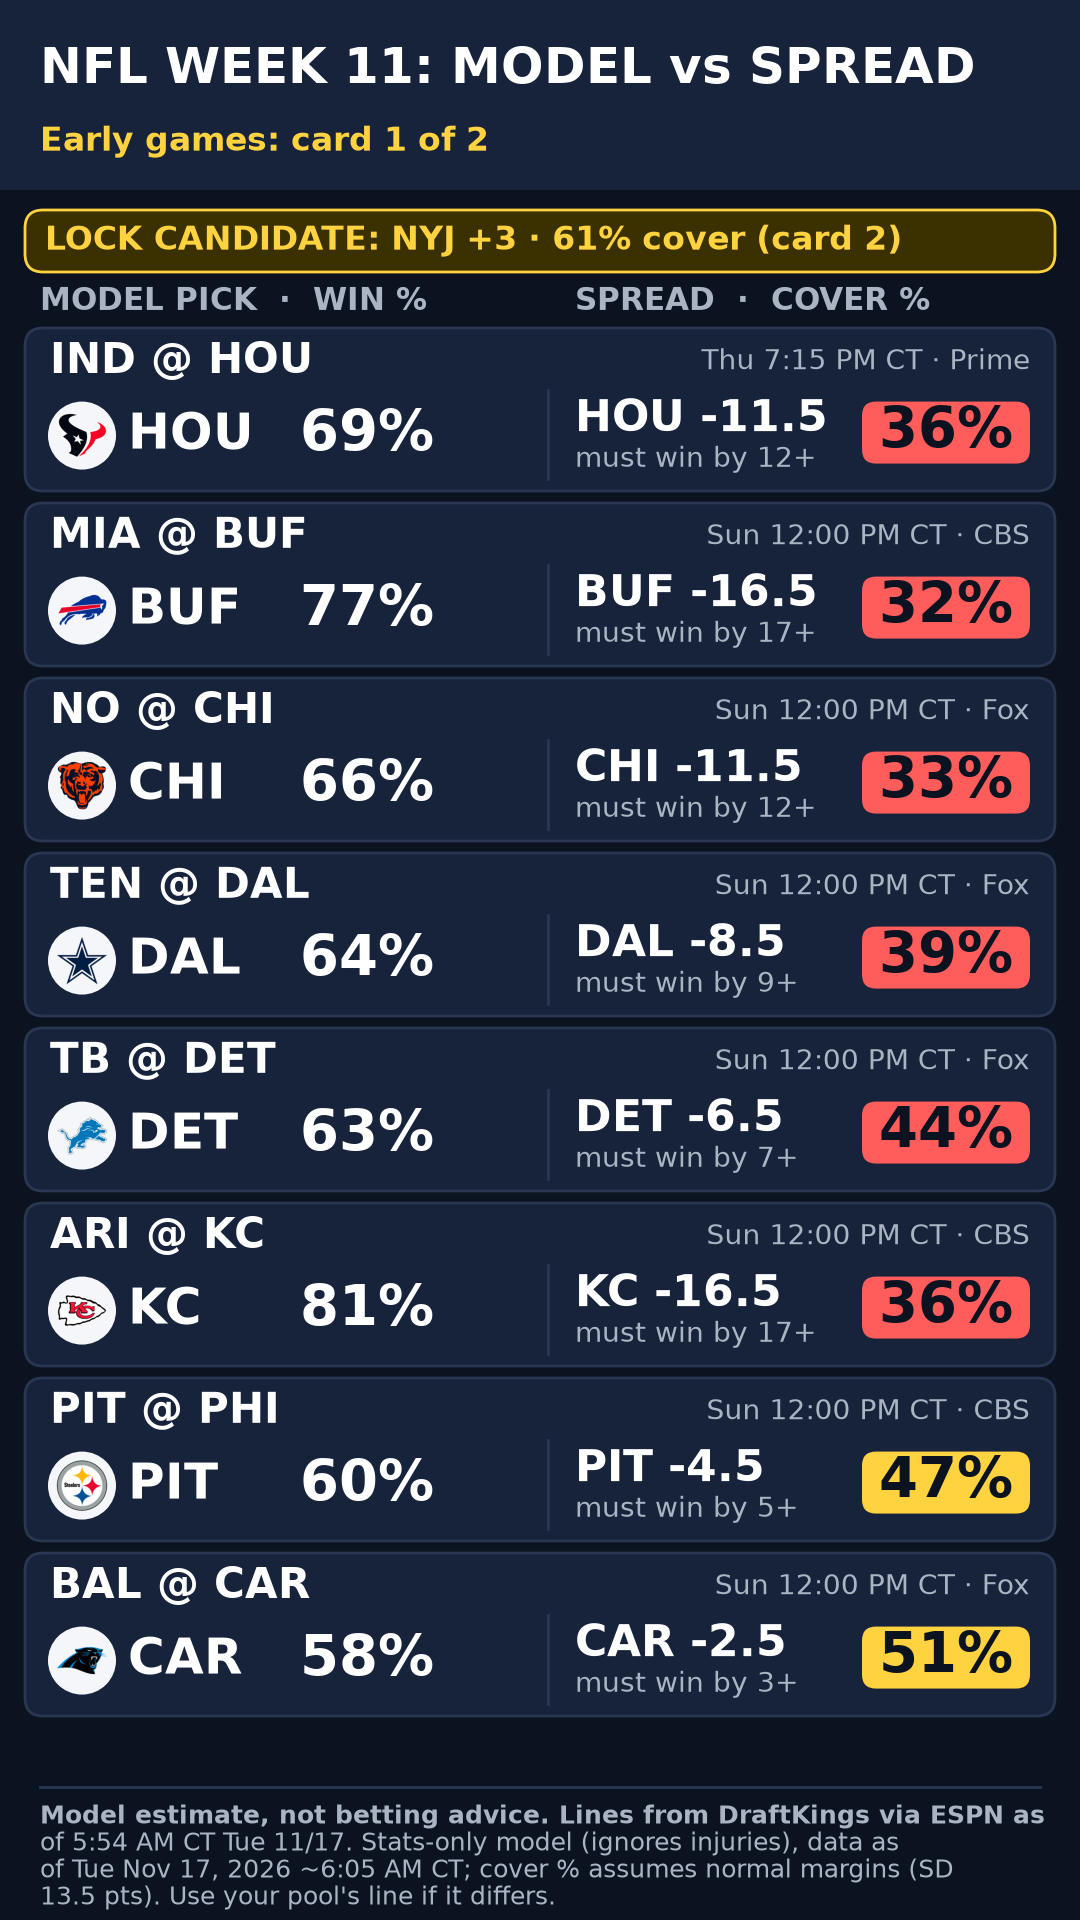 NFL WEEK 11: MODEL vs SPREAD
Early games: card 1 of 2
LOCK CANDIDATE: NYJ +3 · 61% cover (card 2)
MODEL PICK · WIN % SPREAD · COVER %
IND @ HOU Thu 7:15 PM CT · Prime
HOU 69% HOU -11.5 36%
must win by 12+
MIA @ BUF Sun 12:00 PM CT · CBS
BUF 77% BUF -16.5 32%
must win by 17+
NO @ CHI Sun 12:00 PM CT · Fox
CHI 66% CHI -11.5 33%
must win by 12+
TEN @ DAL Sun 12:00 PM CT · Fox
DAL 64% DAL -8.5 39%
must win by 9+
TB @ DET Sun 12:00 PM CT · Fox
DET 63% DET -6.5 44%
must win by 7+
ARI @ KC Sun 12:00 PM CT · CBS
KC KC 81% KC -16.5 36%
must win by 17+
PIT @ PHI Sun 12:00 PM CT · CBS
Steelers PIT 60% PIT -4.5 47%
must win by 5+
BAL @ CAR Sun 12:00 PM CT · Fox
CAR 58% CAR -2.5 51%
must win by 3+
Model estimate, not betting advice. Lines from DraftKings via ESPN as
of 5:54 AM CT Tue 11/17. Stats-only model (ignores injuries), data as
of Tue Nov 17, 2026 ~6:05 AM CT; cover % assumes normal margins (SD
13.5 pts). Use your pool's line if it differs.